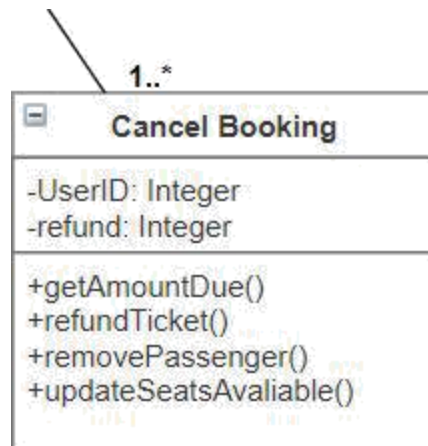 1..*
Cancel Booking
-UserID: Integer
-refund: Integer
+getAmountDue()
+refundTicket()
+removePassenger()
+updateSeatsAvaliable()